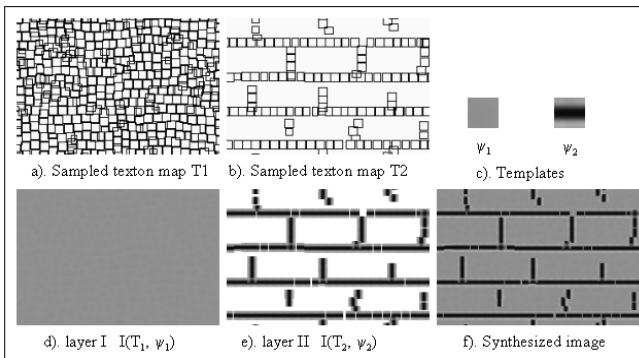 a). Sampled texton map T1
b). Sampled texton map T2
ψ1
ψ2
c). Templates
d). layer I I(T1, ψ1)
e). layer II I(T2, ψ2)
f). Synthesized image